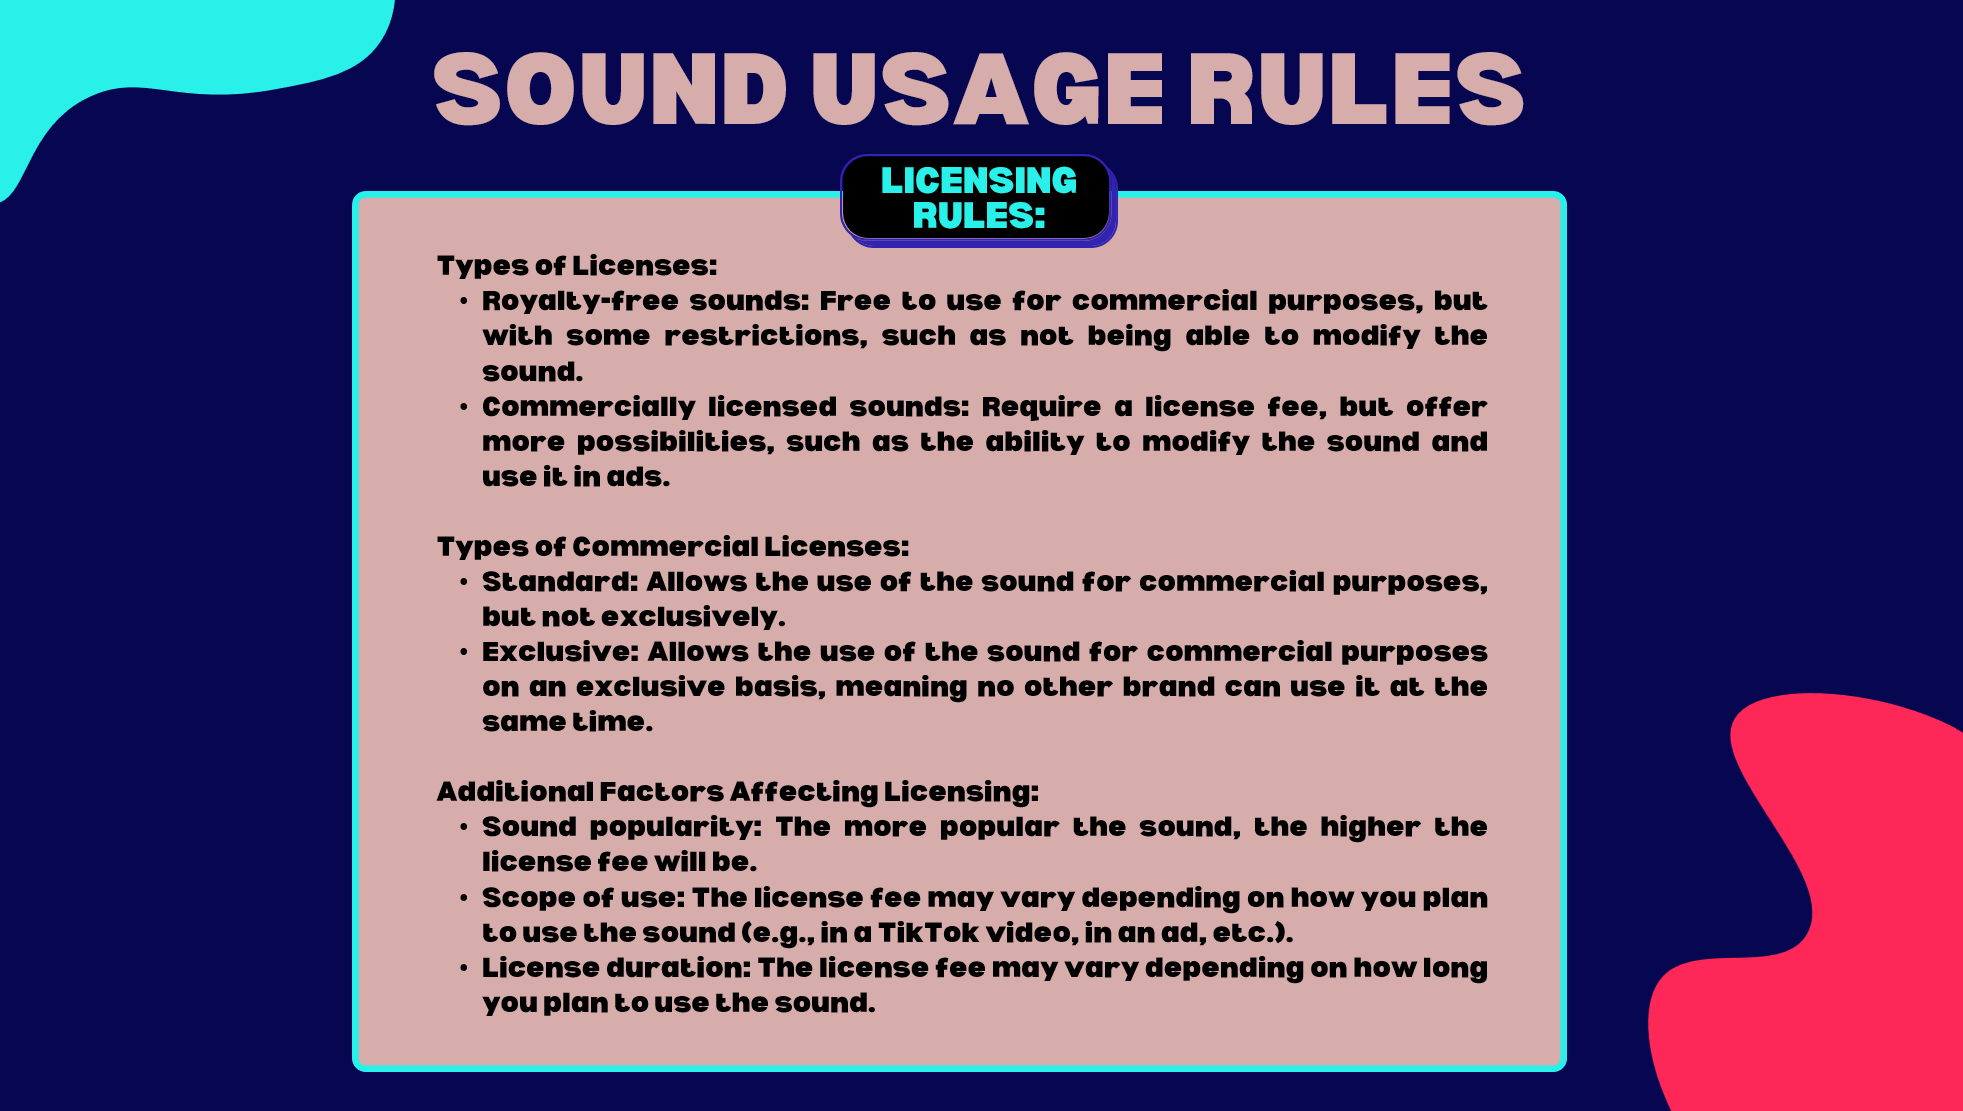 SOUND USAGE RULES
LICENSING
RULES:
Types of Licenses:
• Royalty-free sounds: Free to use for commercial purposes, but
with some restrictions, such as not being able to modify the
sound.
• Commercially licensed sounds: Require a license fee, but offer
more possibilities, such as the ability to modify the sound and
use it in ads.
Types of Commercial Licenses:
• Standard: Allows the use of the sound for commercial purposes,
but not exclusively.
• Exclusive: Allows the use of the sound for commercial purposes
on an exclusive basis, meaning no other brand can use it at the
same time.
Additional Factors Affecting Licensing:
• Sound popularity: The more popular the sound, the higher the
license fee will be.
• Scope of use: The license fee may vary depending on how you plan
to use the sound (e.g., in a TikTok video, in an ad, etc.).
• License duration: The license fee may vary depending on how long
you plan to use the sound.